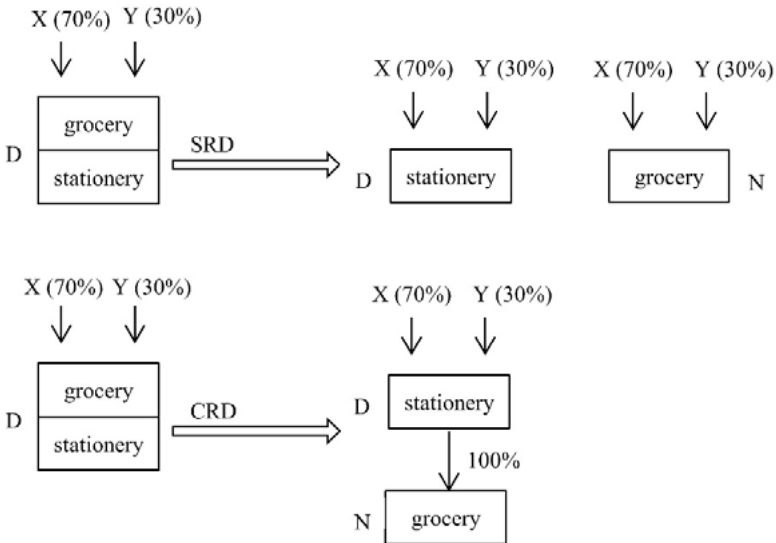 X (70%) Y (30%)
X (70%) Y (30%) X (70%) Y (30%)
grocery
D SRD
stationery D stationery grocery N
X (70%) Y (30%) X (70%) Y (30%)
grocery D stationery
D CRD
stationery
100%
N grocery